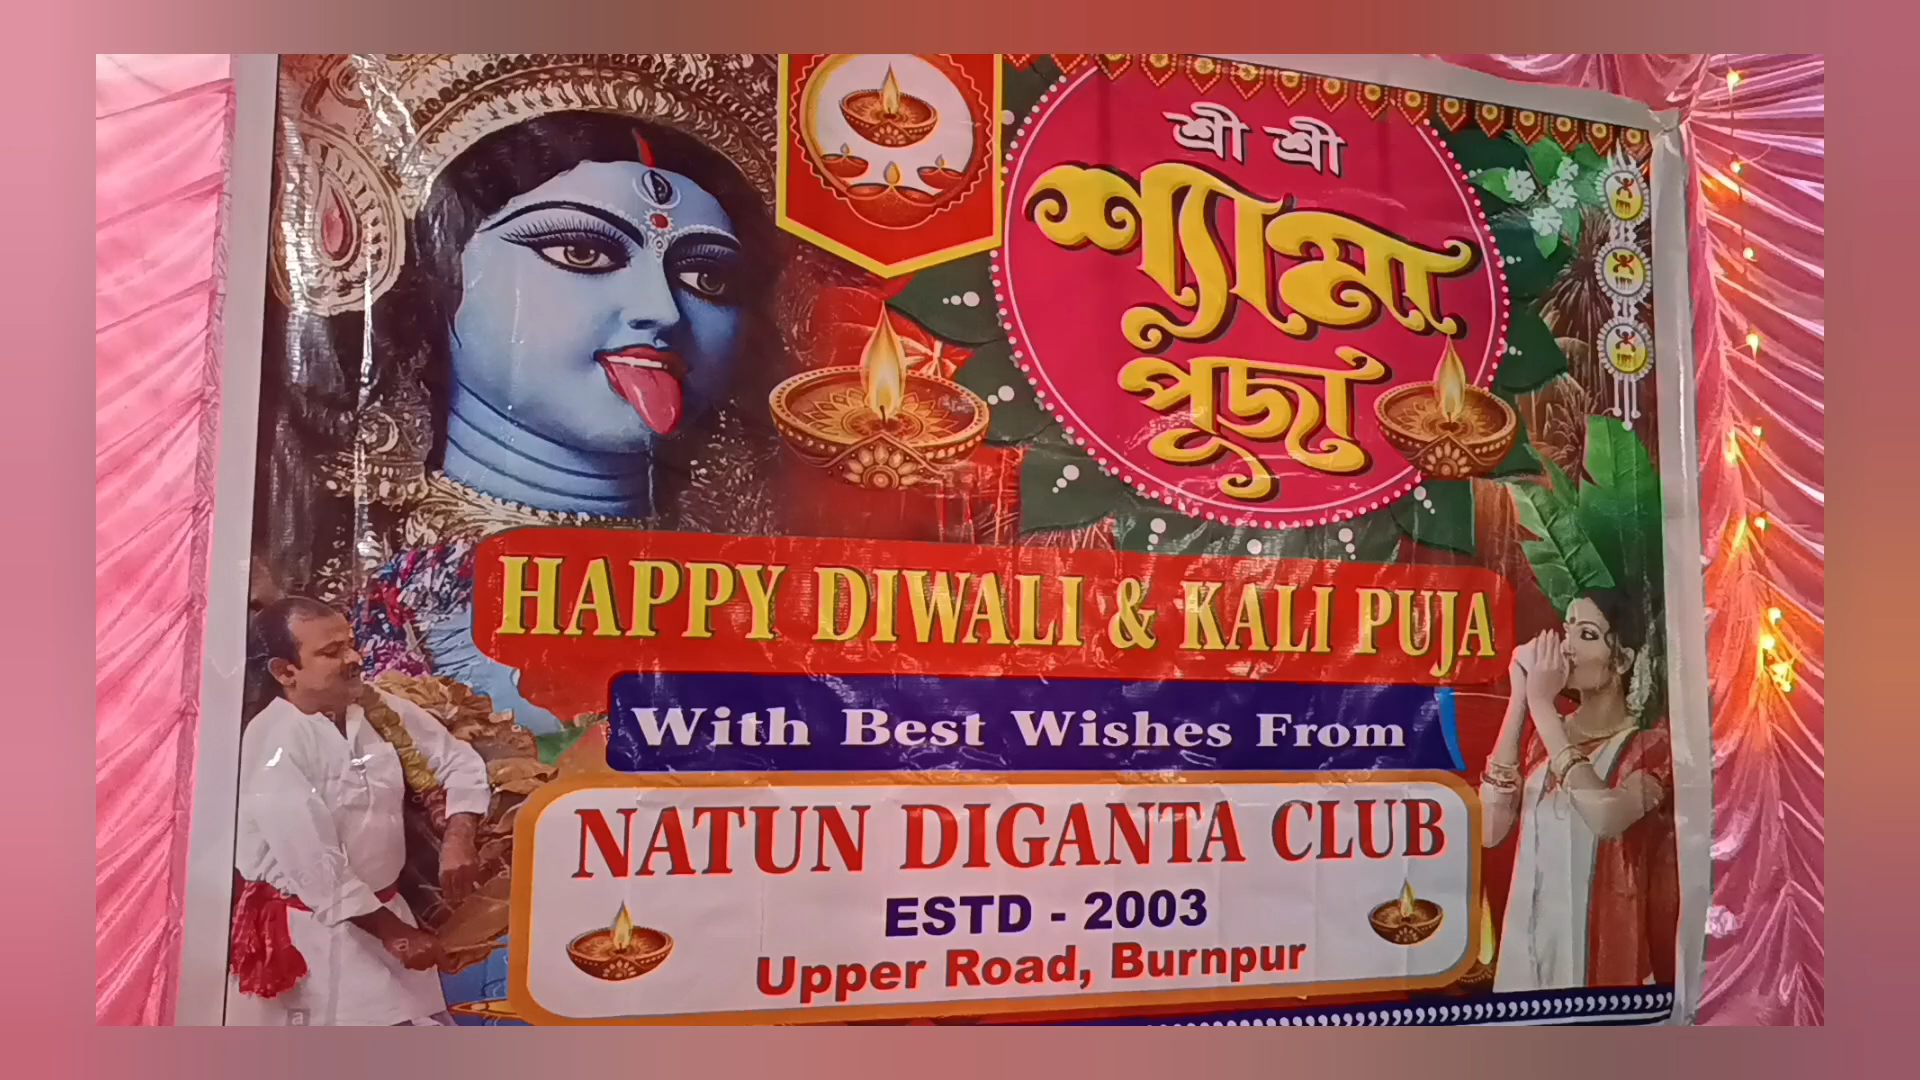 শ্রী শ্রী
শ্যামা
পূজা
HAPPY DIWALI & KALI PUJA
With Best Wishes From
NATUN DIGANTA CLUB
ESTD - 2003
Upper Road, Burnpur